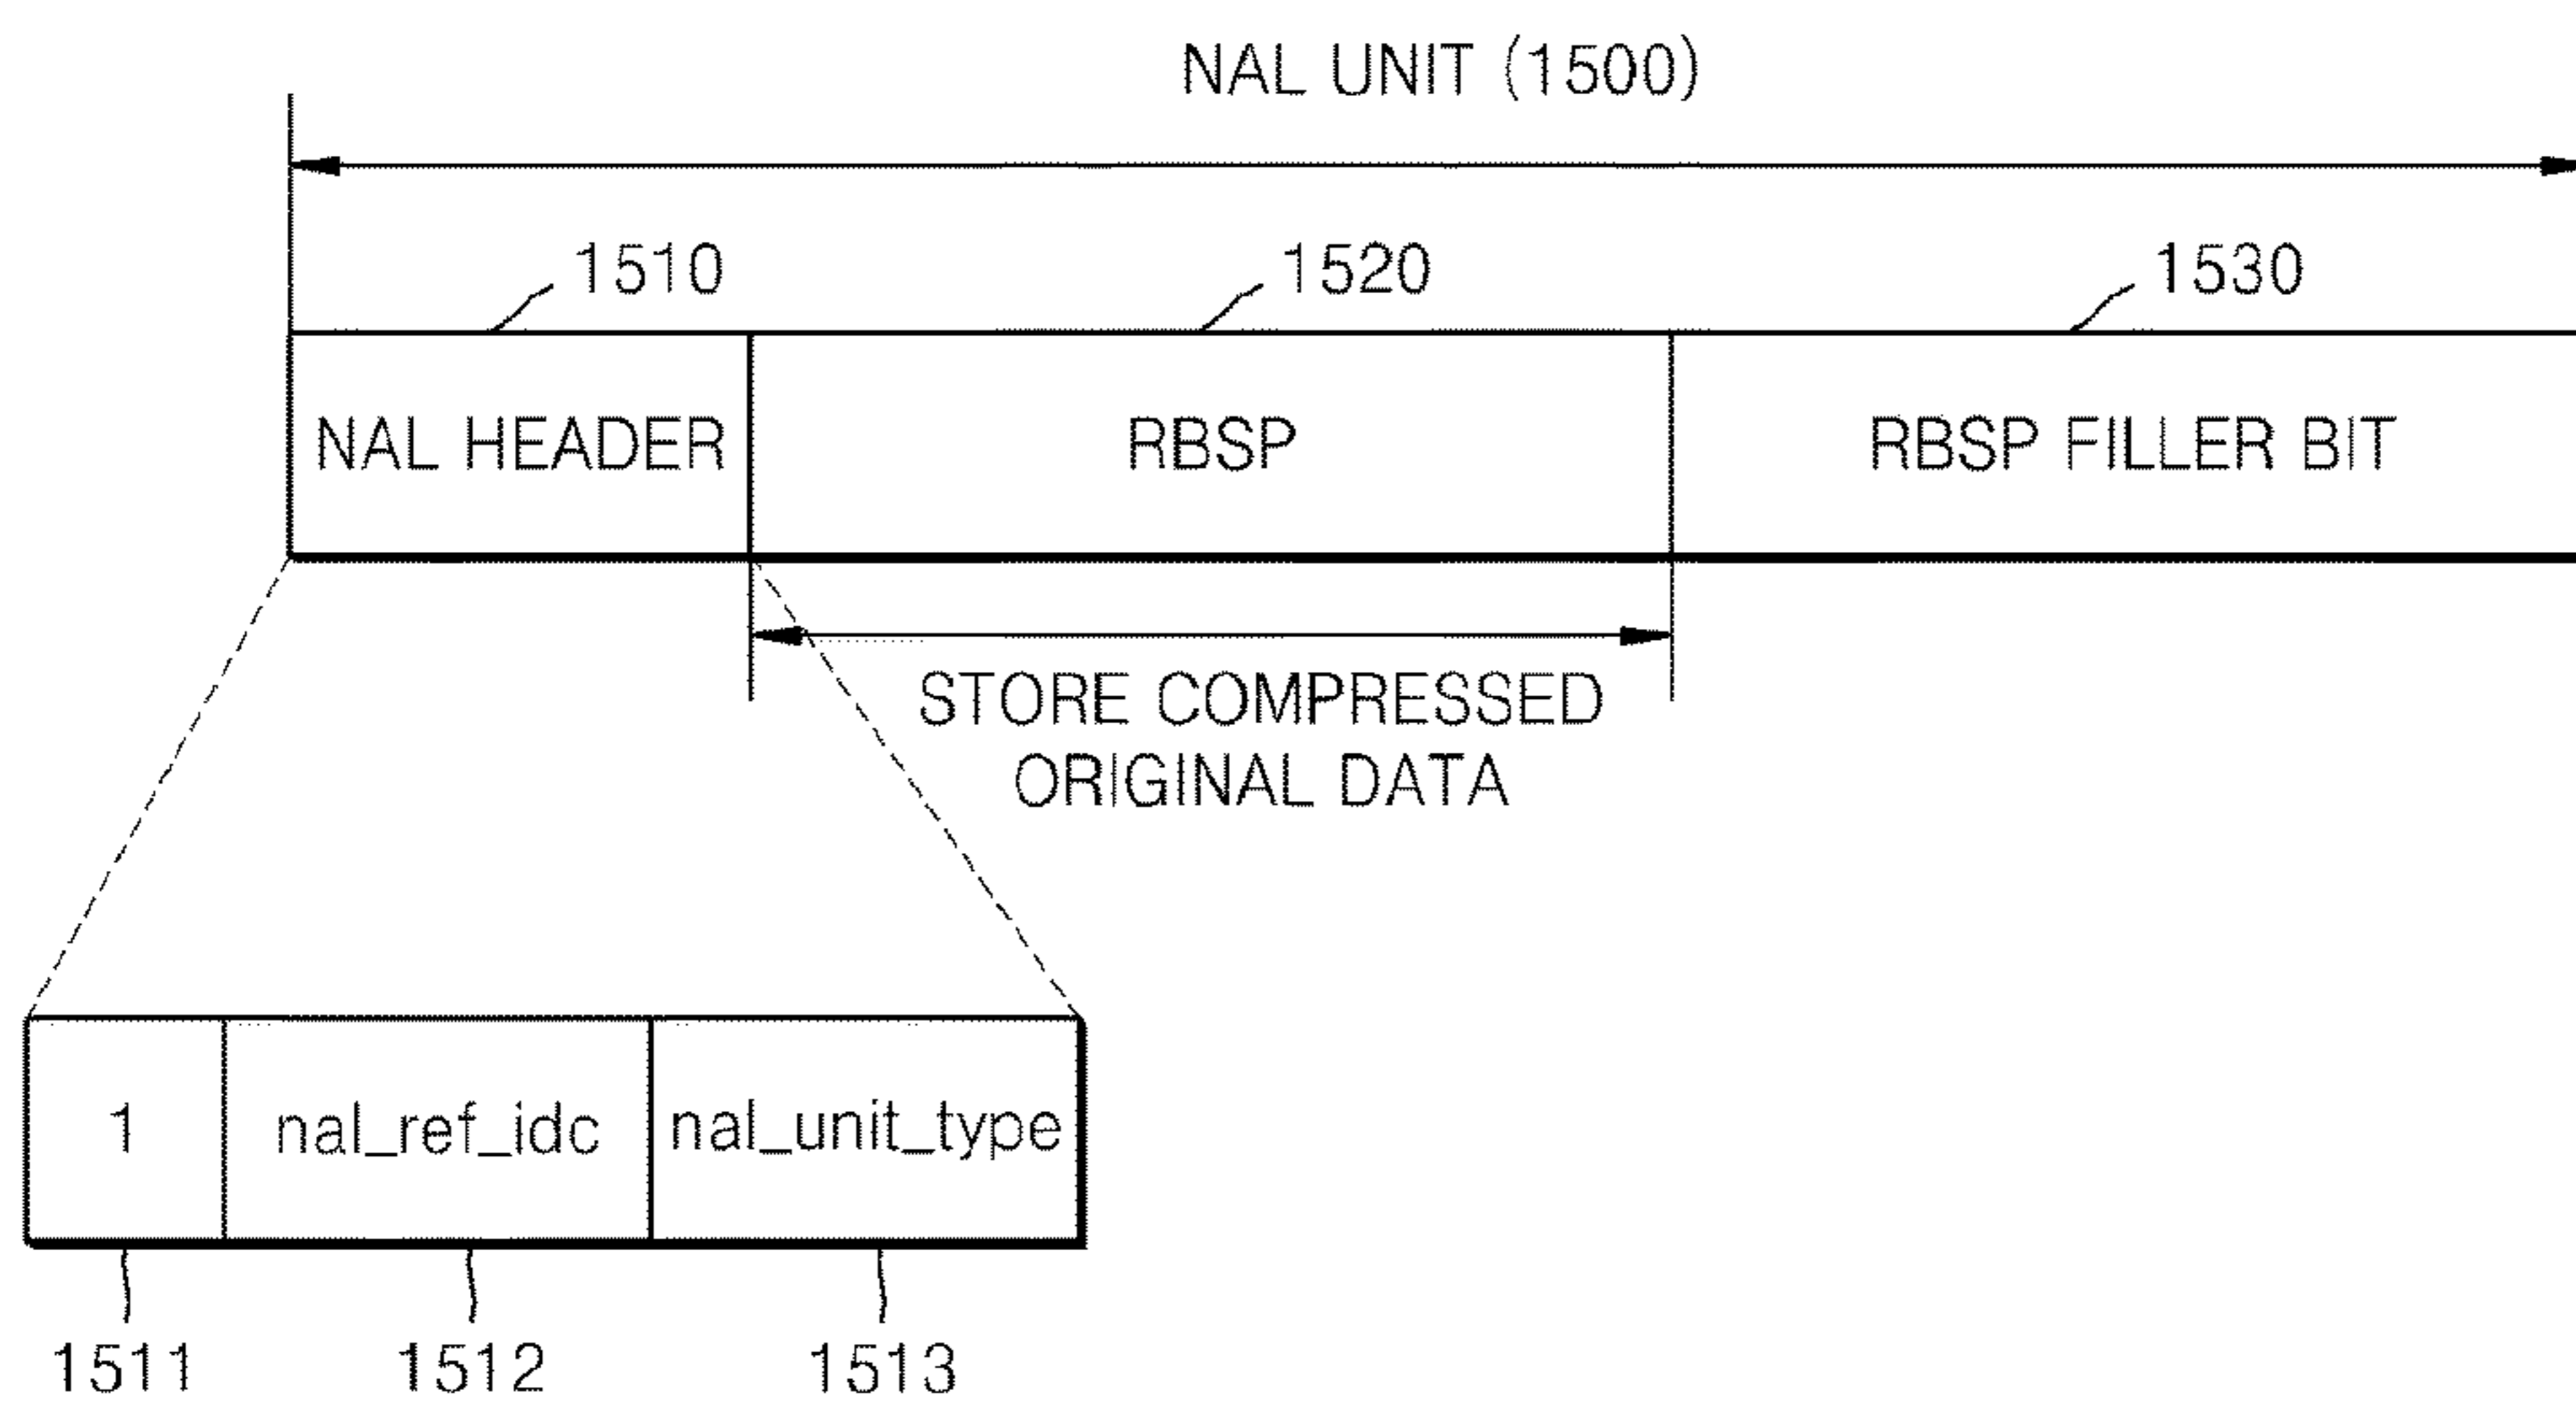 NAL UNIT (1500)
1510 1520 1530
NAL HEADER RBSP RBSP FILLER BIT
STORE COMPRESSED
ORIGINAL DATA
1 nal_ref_idc nal_unit_type
1511 1512 1513